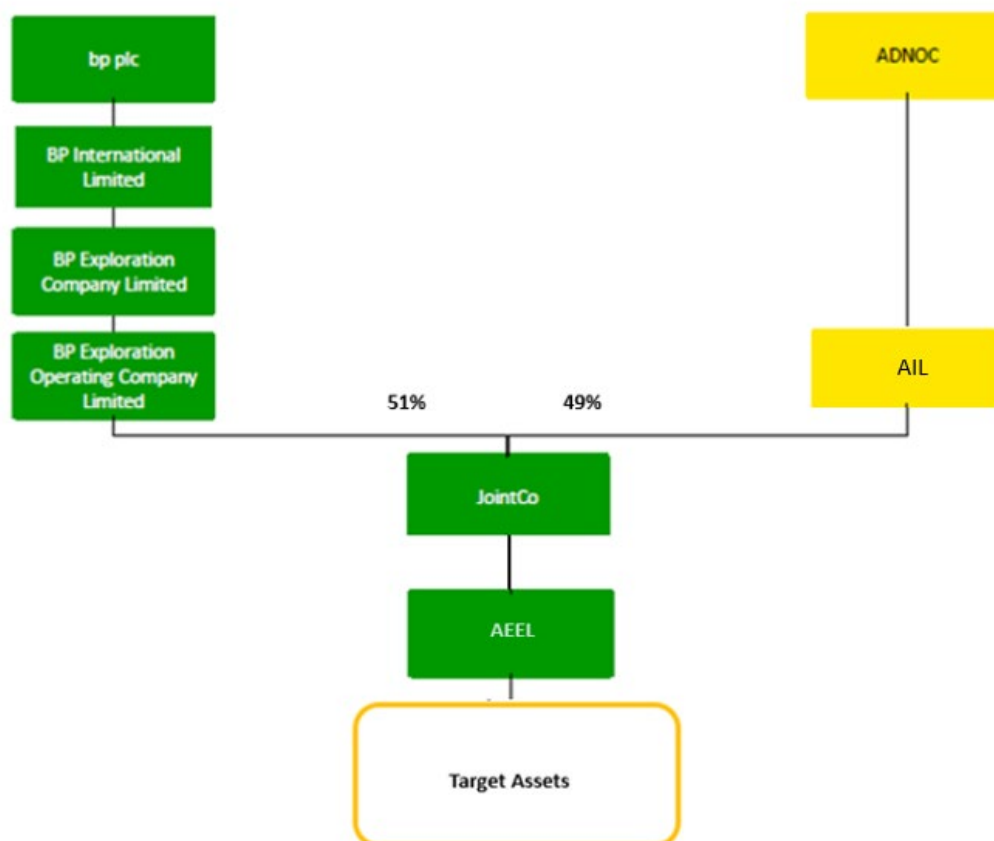 bp plc
ADNOC
BP International
Limited
BP Exploration
Company Limited
BP Exploration
Operating Company
Limited
AIL
51%
49%
JointCo
AEEL
Target Assets